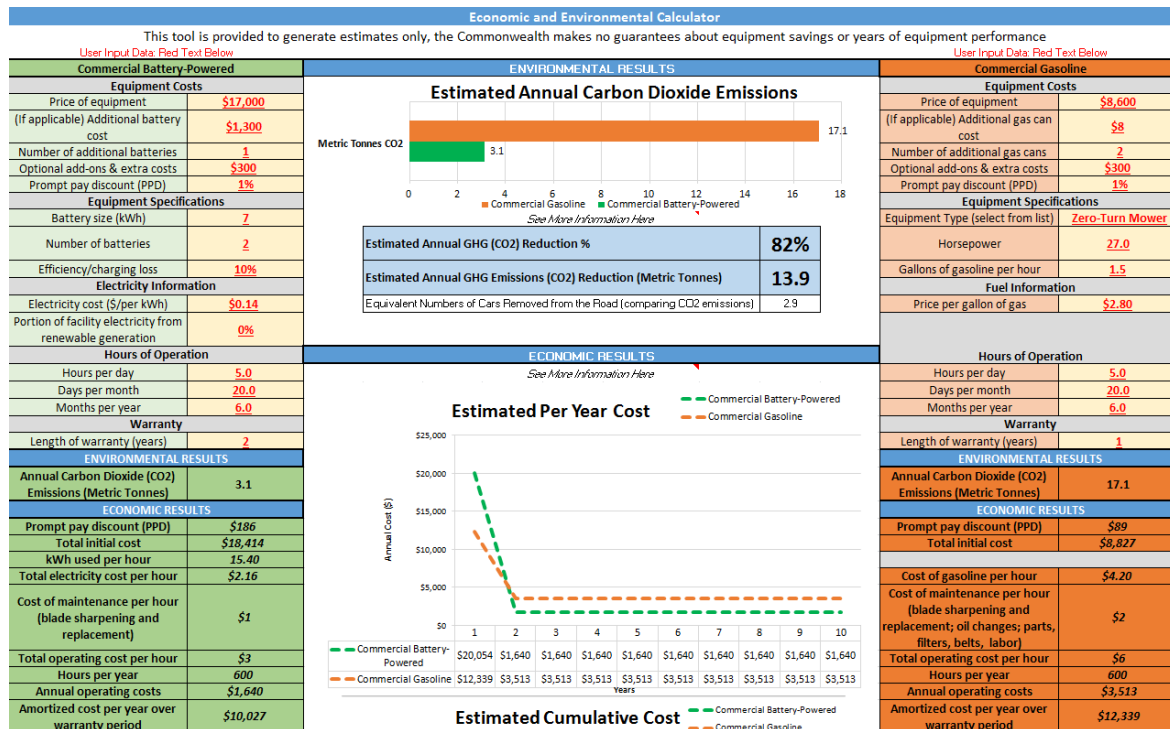 Economic and Environmental Calculator
This tool is provided to generate estimates only, the Commonwealth makes no guarantees about equipment savings or years of equipment performance
User Input Data: Red Text Below
Commercial Battery-Powered
Equipment Costs
Price of equipment $17,000
(If applicable) Additional battery
cost $1,300
Number of additional batteries 1
Optional add-ons & extra costs $300
Prompt pay discount (PPD) 1%
Equipment Specifications
Battery size (kWh) 7
Number of batteries 2
Efficiency/charging loss 10%
Electricity Information
Electricity cost ($/per kWh) $0.14
Portion of facility electricity from
renewable generation 0%
Hours of Operation
Hours per day 5.0
Days per month 20.0
Months per year 6.0
Warranty
Length of warranty (years) 2
ENVIRONMENTAL RESULTS
Annual Carbon Dioxide (CO2)
Emissions (Metric Tonnes) 3.1
ECONOMIC RESULTS
Prompt pay discount (PPD) $186
Total initial cost $18,414
kWh used per hour 15.40
Total electricity cost per hour $2.16
Cost of maintenance per hour
(blade sharpening and
replacement) $1
Total operating cost per hour $3
Hours per year 600
Annual operating costs $1,640
Amortized cost per year over
warranty period $10,027
ENVIRONMENTAL RESULTS
Estimated Annual Carbon Dioxide Emissions
Metric Tonnes CO2
17.1
3.1
0 2 4 6 8 10 12 14 16 18
Commercial Gasoline Commercial Battery-Powered
See More Information Here
Estimated Annual GHG (CO2) Reduction % 82%
Estimated Annual GHG Emissions (CO2) Reduction (Metric Tonnes) 13.9
Equivalent Numbers of Cars Removed from the Road (comparing CO2 emissions) 2.9
ECONOMIC RESULTS
See More Information Here
Estimated Per Year Cost
Commercial Battery-Powered
Commercial Gasoline
Annual Cost ($)
$25,000
$20,000
$15,000
$10,000
$5,000
$0
1 2 3 4 5 6 7 8 9 10
Commercial Battery-
Powered $20,054 $1,640 $1,640 $1,640 $1,640 $1,640 $1,640 $1,640 $1,640 $1,640
Commercial Gasoline $12,339 $3,513 $3,513 $3,513 $3,513 $3,513 $3,513 $3,513 $3,513 $3,513
Years
Estimated Cumulative Cost
Commercial Battery-Powered
Commercial Gasoline
User Input Data: Red Text Below
Commercial Gasoline
Equipment Costs
Price of equipment $8,600
(If applicable) Additional gas can
cost $8
Number of additional gas cans 2
Optional add-ons & extra costs $300
Prompt pay discount (PPD) 1%
Equipment Specifications
Equipment Type (select from list) Zero-Turn Mower
Horsepower 27.0
Gallons of gasoline per hour 1.5
Fuel Information
Price per gallon of gas $2.80
Hours of Operation
Hours per day 5.0
Days per month 20.0
Months per year 6.0
Warranty
Length of warranty (years) 1
ENVIRONMENTAL RESULTS
Annual Carbon Dioxide (CO2)
Emissions (Metric Tonnes) 17.1
ECONOMIC RESULTS
Prompt pay discount (PPD) $89
Total initial cost $8,827
Cost of gasoline per hour $4.20
Cost of maintenance per hour
(blade sharpening and
replacement; oil changes; parts,
filters, belts, labor) $2
Total operating cost per hour $6
Hours per year 600
Annual operating costs $3,513
Amortized cost per year over
warranty period $12,339